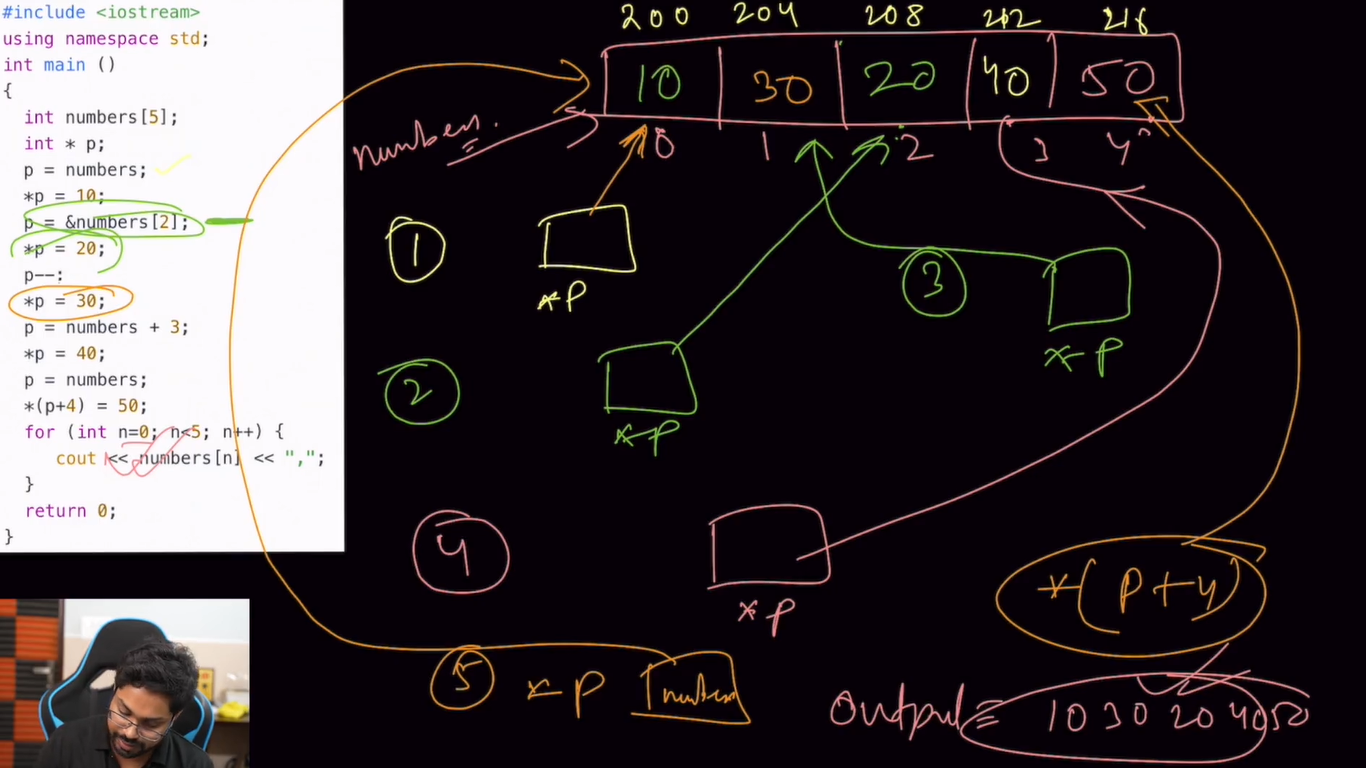 #include <iostream>
using namespace std;
int main ()
{
int numbers[5];
int * p;
p = numbers;
*p = 10;
p = &numbers[2];
*p = 20;
p--;
*p = 30;
p = numbers + 3;
*p = 40;
p = numbers;
*(p+4) = 50;
for (int n=0; n<5; n++) {
cout << numbers[n] << ",";
}
return 0;
}
200 204 208 212 216
10 30 20 40 50
numbers.
0 1 2 3 4
1
*p
3
*p
2
*p
4
*p
*(p+4)
5 *p numbers
Output = 10 30 20 40 50